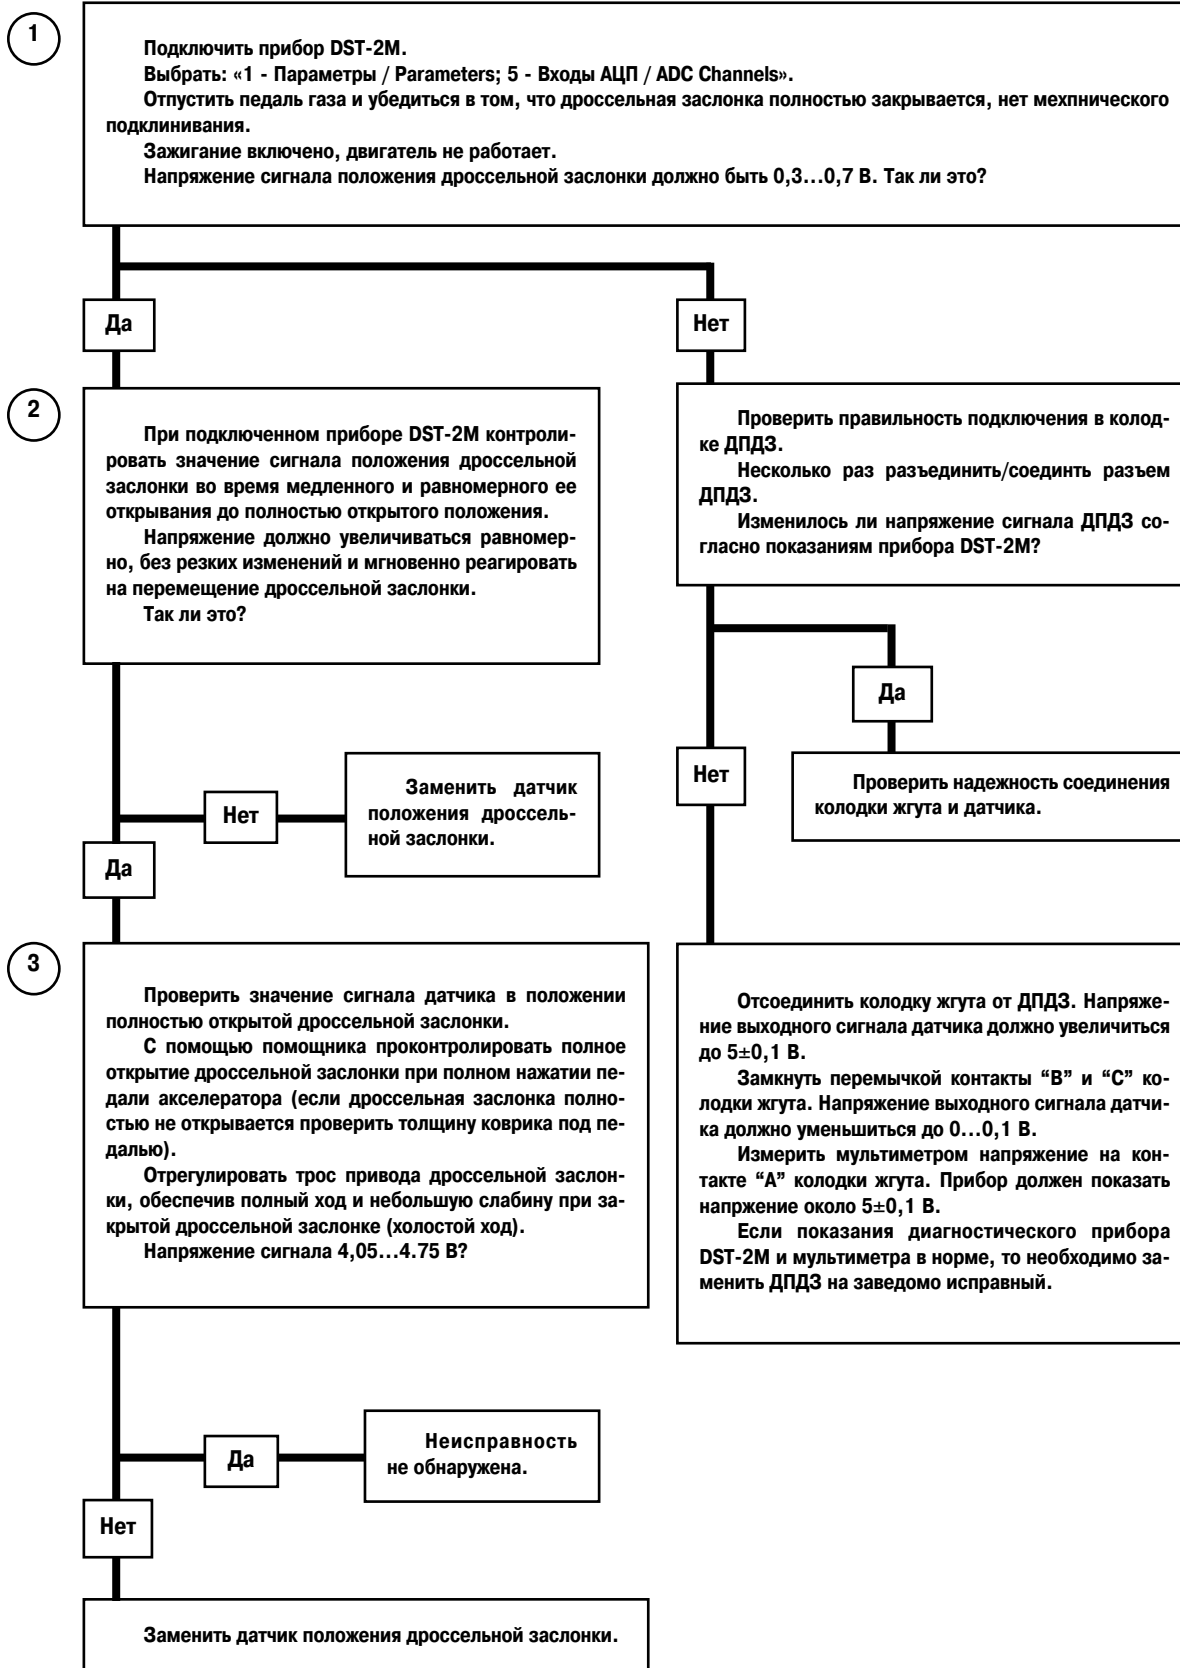 1
Подключить прибор DST-2M.
Выбрать: «1 - Параметры / Parameters; 5 - Входы АЦП / ADC Channels».
Отпустить педаль газа и убедиться в том, что дроссельная заслонка полностью закрывается, нет мехпнического
подклинивания.
Зажигание включено, двигатель не работает.
Напряжение сигнала положения дроссельной заслонки должно быть 0,3...0,7 В. Так ли это?
Да
Нет
2
При подключенном приборе DST-2M контроли-
ровать значение сигнала положения дроссельной
заслонки во время медленного и равномерного ее
открывания до полностью открытого положения.
Напряжение должно увеличиваться равномер-
но, без резких изменений и мгновенно реагировать
на перемещение дроссельной заслонки.
Так ли это?
Проверить правильность подключения в колод-
ке ДПДЗ.
Несколько раз разъединить/соединть разъем
ДПДЗ.
Изменилось ли напряжение сигнала ДПДЗ со-
гласно показаниям прибора DST-2M?
Да
Нет
Проверить надежность соединения
колодки жгута и датчика.
Нет
Заменить датчик
положения дроссель-
ной заслонки.
Да
3
Проверить значение сигнала датчика в положении
полностью открытой дроссельной заслонки.
С помощью помощника проконтролировать полное
открытие дроссельной заслонки при полном нажатии пе-
дали акселератора (если дроссельная заслонка полно-
стью не открывается проверить толщину коврика под пе-
далью).
Отрегулировать трос привода дроссельной заслон-
ки, обеспечив полный ход и небольшую слабину при за-
крытой дроссельной заслонке (холостой ход).
Напряжение сигнала 4,05...4.75 В?
Отсоединить колодку жгута от ДПДЗ. Напряже-
ние выходного сигнала датчика должно увеличиться
до 5±0,1 В.
Замкнуть перемычкой контакты “В” и “С” ко-
лодки жгута. Напряжение выходного сигнала датчи-
ка должно уменьшиться до 0...0,1 В.
Измерить мультиметром напряжение на кон-
такте “А” колодки жгута. Прибор должен показать
напржение около 5±0,1 В.
Если показания диагностического прибора
DST-2M и мультиметра в норме, то необходимо за-
менить ДПДЗ на заведомо исправный.
Да
Неисправность
не обнаружена.
Нет
Заменить датчик положения дроссельной заслонки.